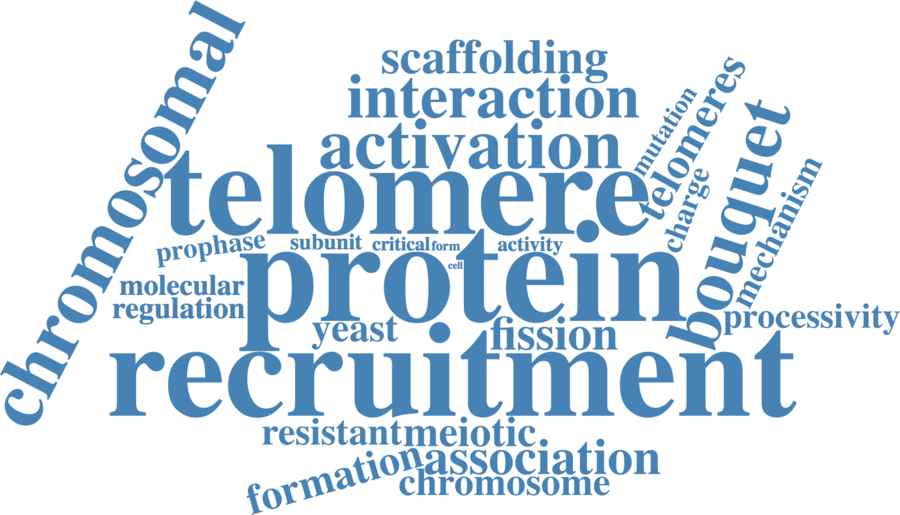 chromosomal
scaffolding
interaction
activation
mutation
telomeres
telomere
charge
bouquet
mechanism
prophase
subunit
critical
form
activity
cell
protein
molecular
regulation
yeast
fission
processivity
recruitment
resistant
meiotic
formation
association
chromosome